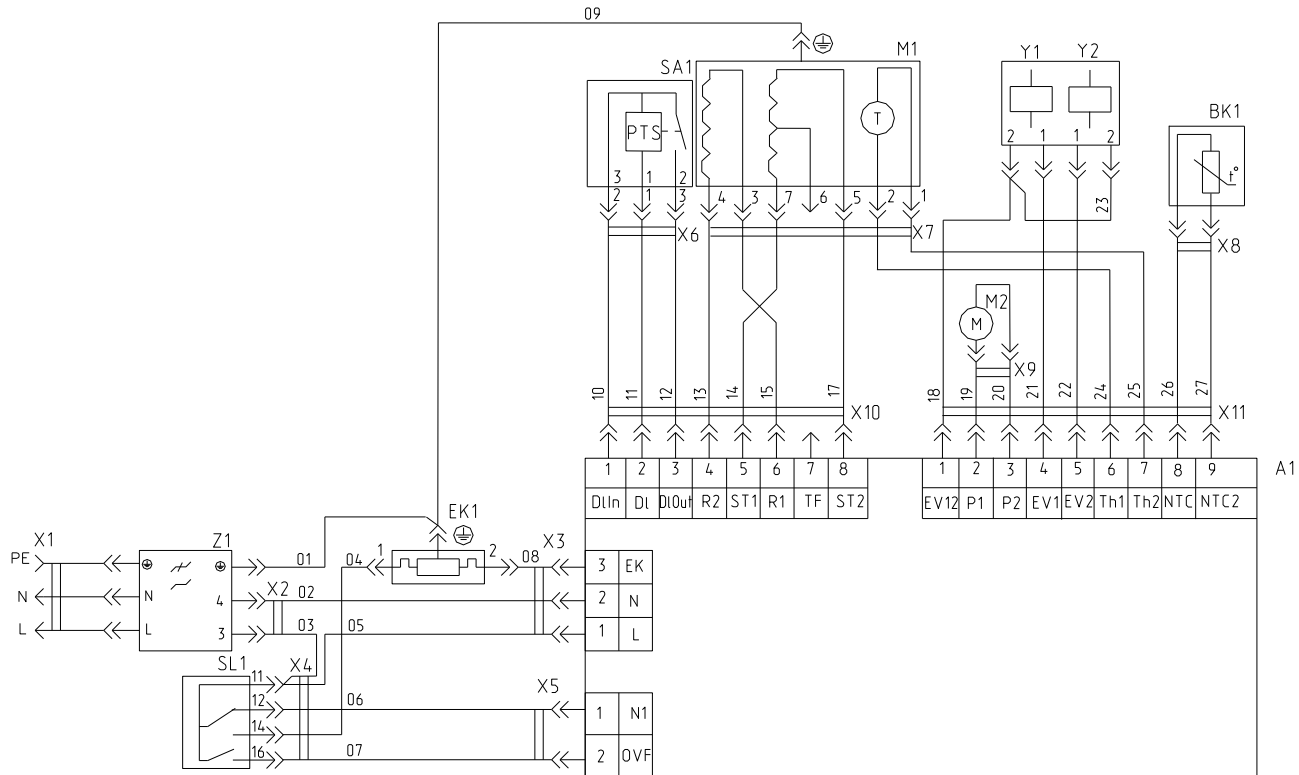 09
M1
SA1
Y1 Y2
BK1
PTS
T
t°
3 1 2
2 1 3
4 3 7 6 5 2 1
2 1 1 2
23
X6
X7
X8
M2
M
X9
10 11 12 13 14 15 17
X10
18 19 20 21 22 24 25 26 27
X11
A1
1 2 3 4 5 6 7 8
DlIn Dl DlOut R2 ST1 R1 TF ST2
1 2 3 4 5 6 7 8 9
EV12 P1 P2 EV1 EV2 Th1 Th2 NTC NTC2
EK1
X1
Z1
X3
PE
01
04
1 2
08
3 EK
N N
4
X2
02
2 N
L L
3
03
05
1 L
SL1
X4
11
12
06
X5
1 N1
14
16
07
2 OVF